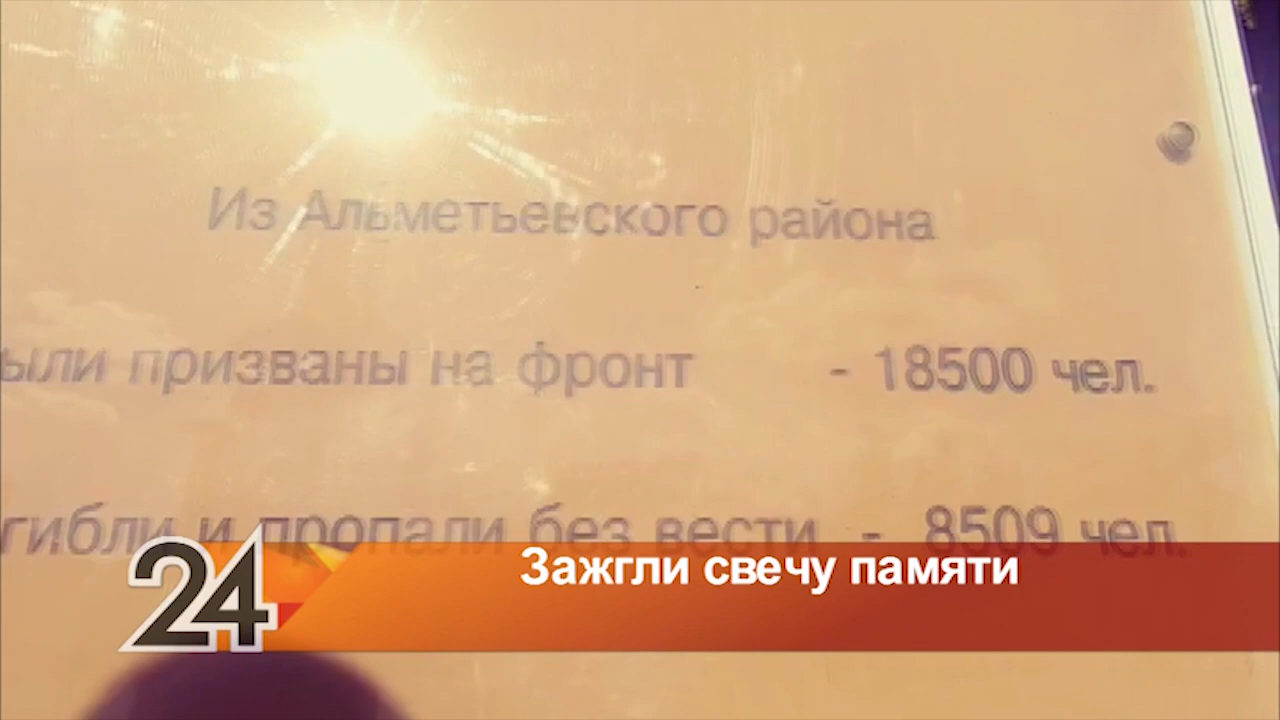 Из Альметьевского района
ыли призваны на фронт - 18500 чел.
гибли и пропали без вести - 8509 чел.
Зажгли свечу памяти
24